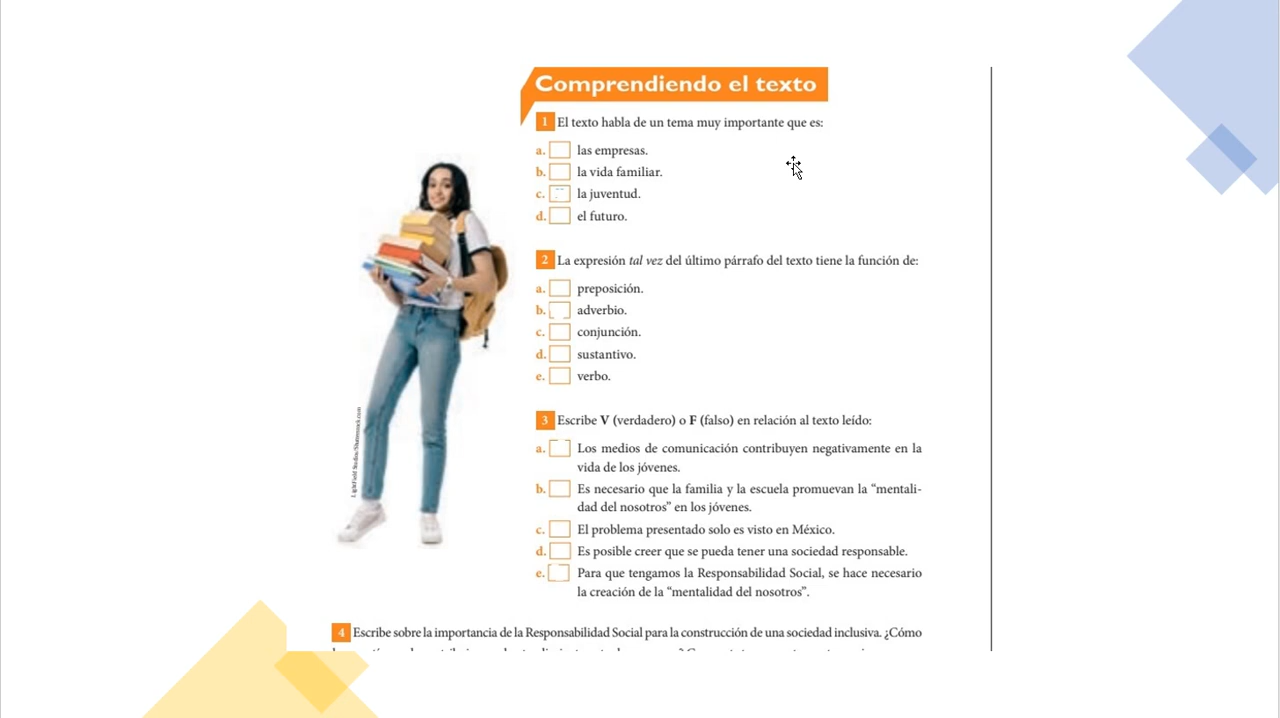 Comprendiendo el texto
1 El texto habla de un tema muy importante que es:
a. las empresas.
b. la vida familiar.
c. la juventud.
d. el futuro.
2 La expresión tal vez del último párrafo del texto tiene la función de:
a. preposición.
b. adverbio.
c. conjunción.
d. sustantivo.
e. verbo.
3 Escribe V (verdadero) o F (falso) en relación al texto leído:
a. Los medios de comunicación contribuyen negativamente en la
vida de los jóvenes.
b. Es necesario que la familia y la escuela promuevan la “mentali-
dad del nosotros” en los jóvenes.
c. El problema presentado solo es visto en México.
d. Es posible creer que se pueda tener una sociedad responsable.
e. Para que tengamos la Responsabilidad Social, se hace necesario
la creación de la “mentalidad del nosotros”.
LightField Studios/Shutterstock.com
4 Escribe sobre la importancia de la Responsabilidad Social para la construcción de una sociedad inclusiva. ¿Cómo